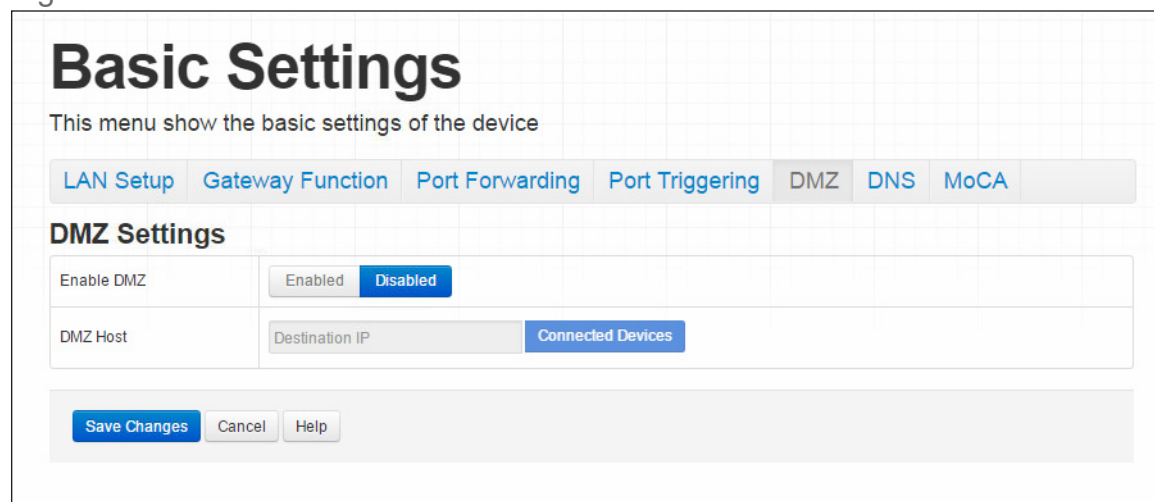 Basic Settings
This menu show the basic settings of the device
LAN Setup Gateway Function Port Forwarding Port Triggering DMZ DNS MoCA
DMZ Settings
Enable DMZ Enabled Disabled
DMZ Host Destination IP Connected Devices
Save Changes Cancel Help